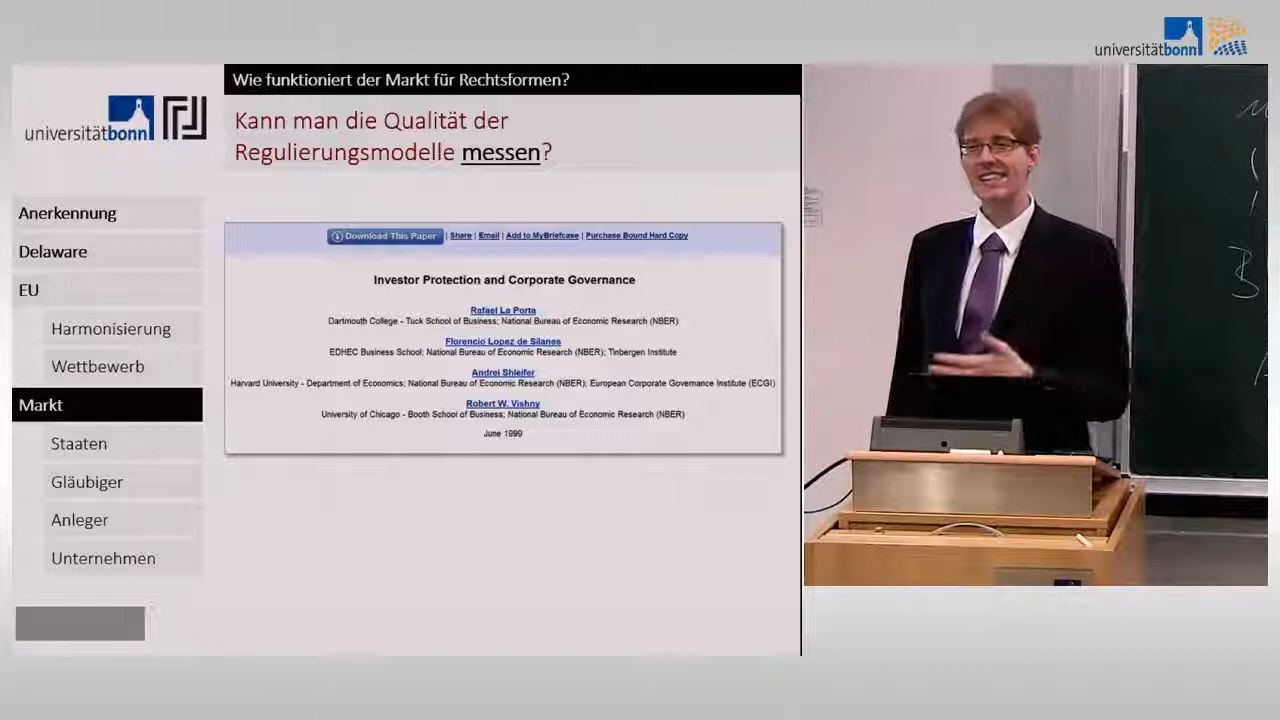 universitätbonn
Wie funktioniert der Markt für Rechtsformen?
universitätbonn
Kann man die Qualität der
Regulierungsmodelle messen?
Anerkennung
Delaware
EU
Harmonisierung
Wettbewerb
Markt
Staaten
Gläubiger
Anleger
Unternehmen
Download This Paper | Share | Email | Add to MyBriefcase | Purchase Bound Hard Copy
Investor Protection and Corporate Governance
Rafael La Porta
Dartmouth College - Tuck School of Business; National Bureau of Economic Research (NBER)
Florencio Lopez de Silanes
EDHEC Business School; National Bureau of Economic Research (NBER); Tinbergen Institute
Andrei Shleifer
Harvard University - Department of Economics; National Bureau of Economic Research (NBER); European Corporate Governance Institute (ECGI)
Robert W. Vishny
University of Chicago - Booth School of Business; National Bureau of Economic Research (NBER)
June 1999